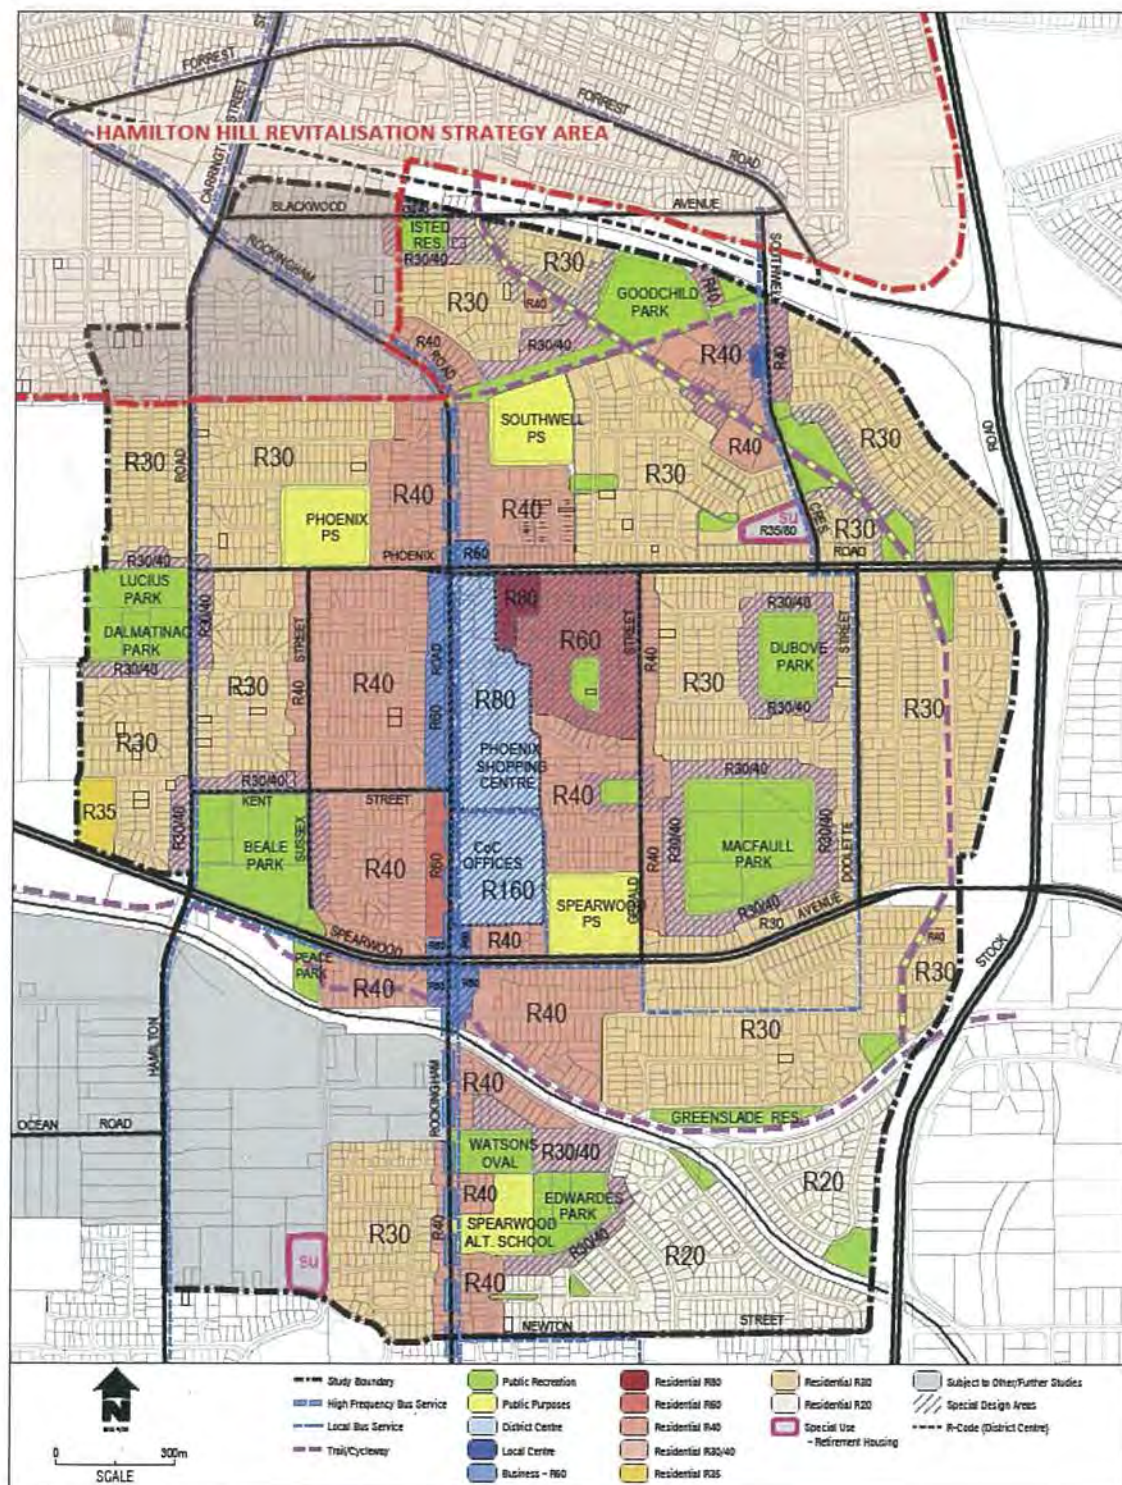 FORREST
ST
FORREST
HAMILTON HILL REVITALISATION STRATEGY AREA
CARRINGTON STREET
ROAD
BLACKWOOD
AVENUE
ISTED
RES.
R30/40
ROCKINGHAM
ROAD
R30
R30
R40
GOODCHILD
PARK
R40
SOUTHWELL
R40
R30/40
R40
R40
SOUTHWELL
PS
R30
ROAD
R30
R40
R40
R30
R40
R30
PHOENIX
PS
SU
R35/80
CRES.
R30
ROAD
PHOENIX
R60
R30/40
LUCIUS
PARK
DALMATINAC
PARK
R30/40
R30/40
STREET
R40
R30
R40
ROAD
R60
R80
R60
R80
PHOENIX
SHOPPING
CENTRE
STREET
R40
R30
R30/40
DUBOVE
PARK
R30/40
STREET
R30
R30
R35
R30/40
R30/40
KENT
STREET
BEALE
PARK
SUSSEX
R40
R60
CoC
OFFICES
R160
R40
R30/40
R30/40
MACFAULL
PARK
R30/40
R30/40
R30
AVENUE
DOOLETTE
R40
GERALD
SPEARWOOD
PS
R40
SPEARWOOD
PEACE
PARK
R40
R60
R40
R30
R40
R30
STOCK
ROAD
HAMILTON
OCEAN
ROAD
ROCKINGHAM
R40
GREENSLADE RES.
WATSONS
OVAL
R30/40
R40
SPEARWOOD
ALT. SCHOOL
EDWARDES
PARK
R30/40
R20
R20
R30
R40
R40
SU
NEWTON
STREET
N
0
300m
SCALE
Study Boundary
High Frequency Bus Service
Local Bus Service
Trail/Cycleway
Public Recreation
Public Purposes
District Centre
Local Centre
Business - R60
Residential R80
Residential R60
Residential R40
Residential R30/40
Residential R35
Residential R30
Residential R20
Special Use
- Retirement Housing
Subject to Other/Further Studies
Special Design Areas
R-Code (District Centre)